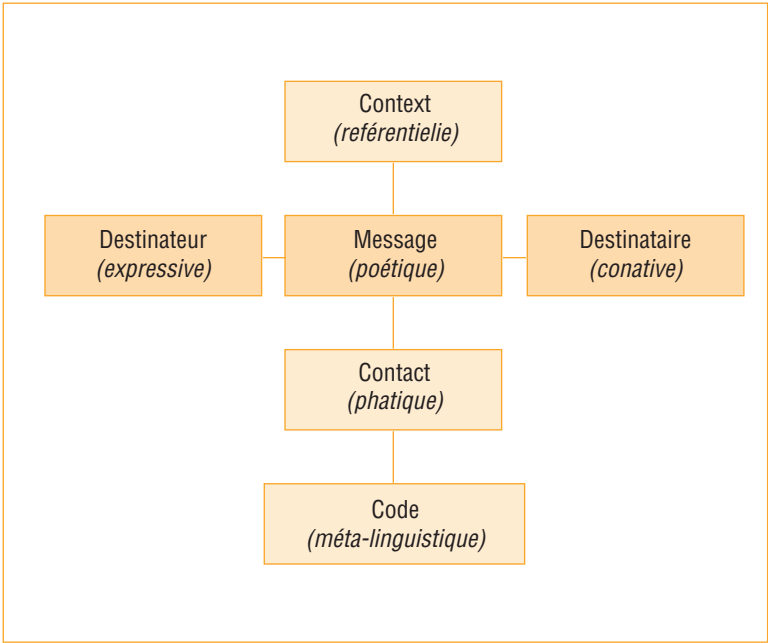 Context
(reférentielie)
Destinateur
(expressive)
Message
(poétique)
Destinataire
(conative)
Contact
(phatique)
Code
(méta-linguistique)